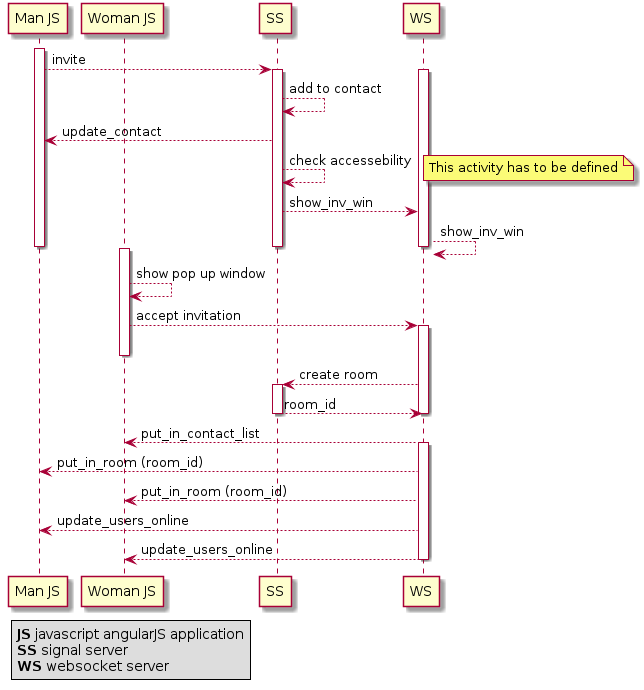 Man JS
Woman JS
SS
WS
invite
add to contact
update_contact
check accessebility
This activity has to be defined
show_inv_win
show_inv_win
show pop up window
accept invitation
create room
room_id
put_in_contact_list
put_in_room (room_id)
put_in_room (room_id)
update_users_online
update_users_online
Man JS
Woman JS
SS
WS
JS javascript angularJS application
SS signal server
WS websocket server